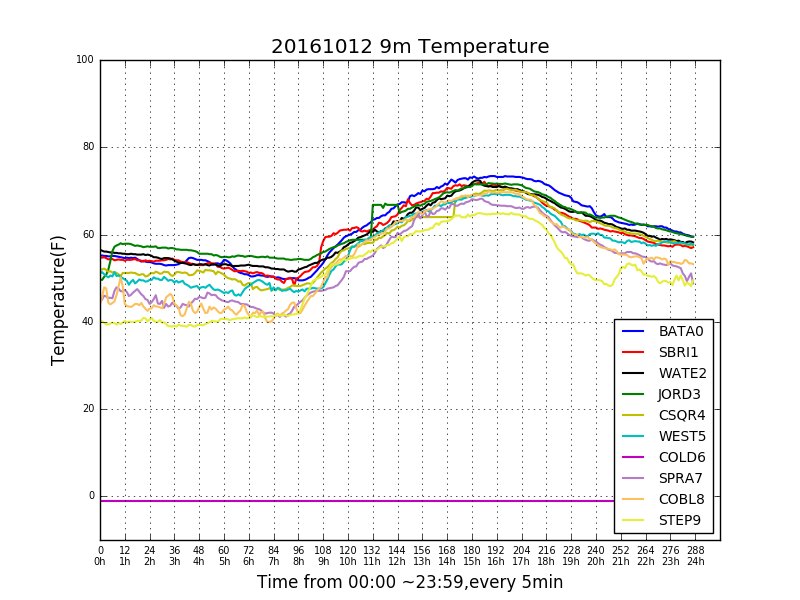 20161012 9m Temperature
Temperature(F)
100
80
60
40
20
0
BATA0
SBRI1
WATE2
JORD3
CSQR4
WEST5
COLD6
SPRA7
COBL8
STEP9
0 12 24 36 48 60 72 84 96 108 120 132 144 156 168 180 192 204 216 228 240 252 264 276 288
0h 1h 2h 3h 4h 5h 6h 7h 8h 9h 10h 11h 12h 13h 14h 15h 16h 17h 18h 19h 20h 21h 22h 23h 24h
Time from 00:00 ~23:59,every 5min